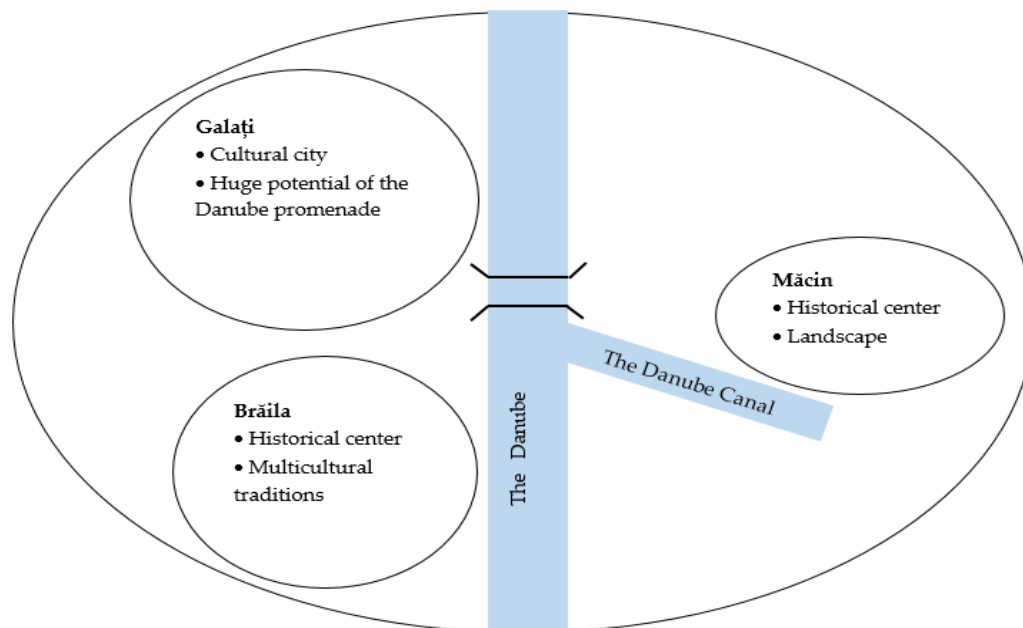 Galați
• Cultural city
• Huge potential of the
Danube promenade
Măcin
• Historical center
• Landscape
The Danube Canal
Brăila
• Historical center
• Multicultural
traditions
The Danube